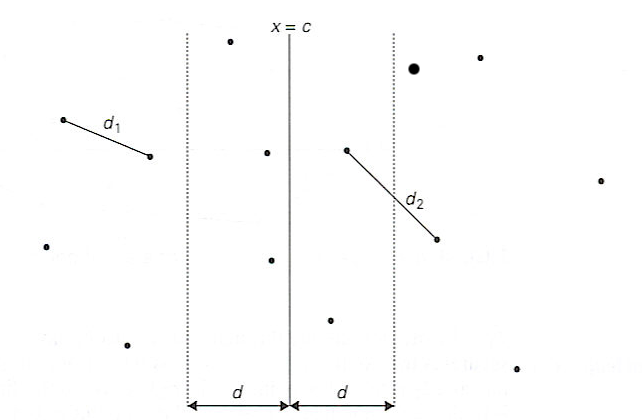 x = c
d₁
d₂
d d